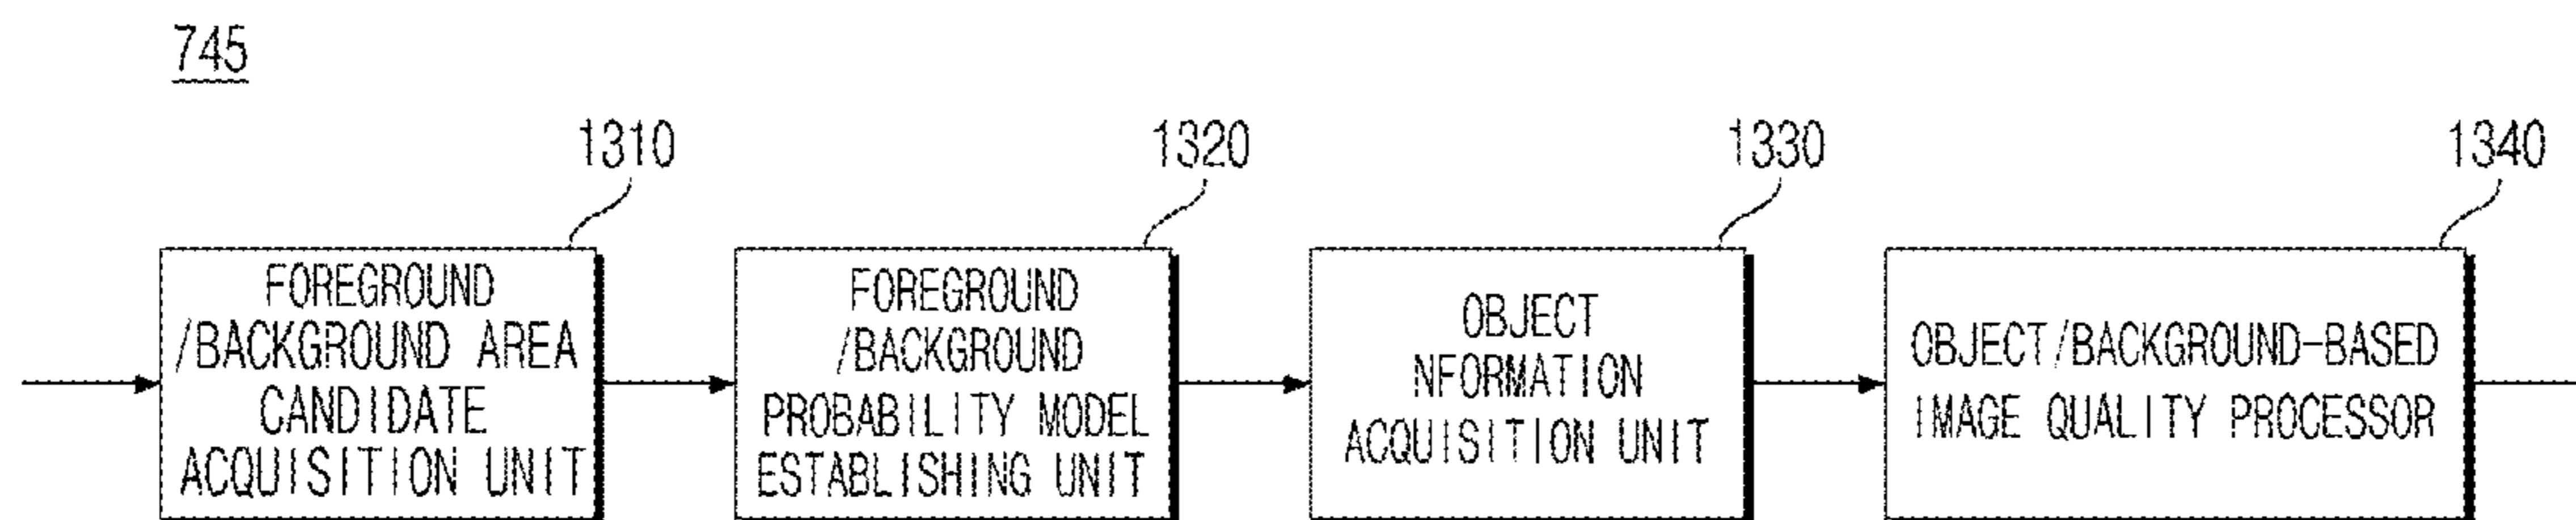 745
1310
1320
1330
1340
FOREGROUND
/BACKGROUND AREA
CANDIDATE
ACQUISITION UNIT
FOREGROUND
/BACKGROUND
PROBABILITY MODEL
ESTABLISHING UNIT
OBJECT
NFORMATION
ACQUISITION UNIT
OBJECT/BACKGROUND-BASED
IMAGE QUALITY PROCESSOR